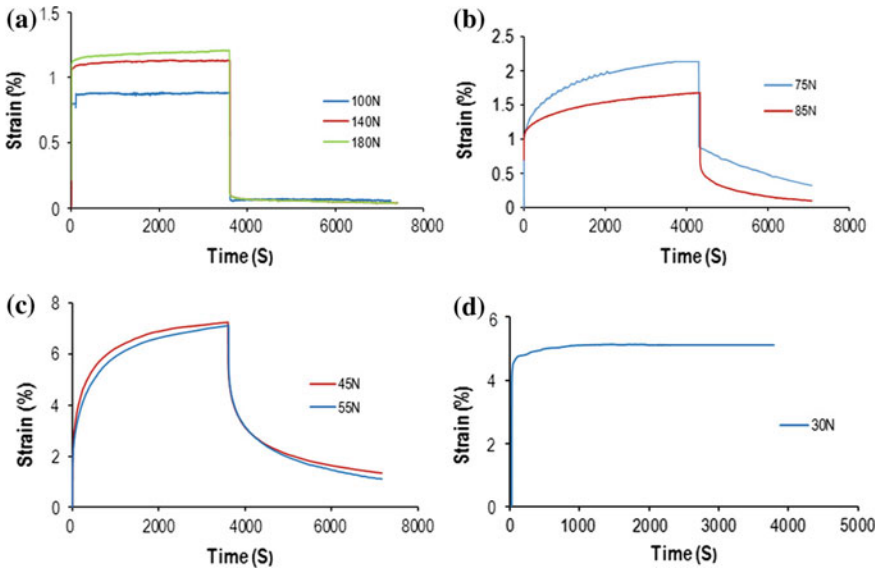 (a)
1.5
1
0.5
0
Strain (%)
0 2000 4000 6000 8000
Time (S)
100N
140N
180N
(b)
2.5
2
1.5
1
0.5
0
Strain (%)
0 2000 4000 6000 8000
Time (S)
75N
85N
(c)
8
6
4
2
0
Strain (%)
0 2000 4000 6000 8000
Time (S)
45N
55N
(d)
6
4
2
0
Strain (%)
0 1000 2000 3000 4000 5000
Time (S)
30N